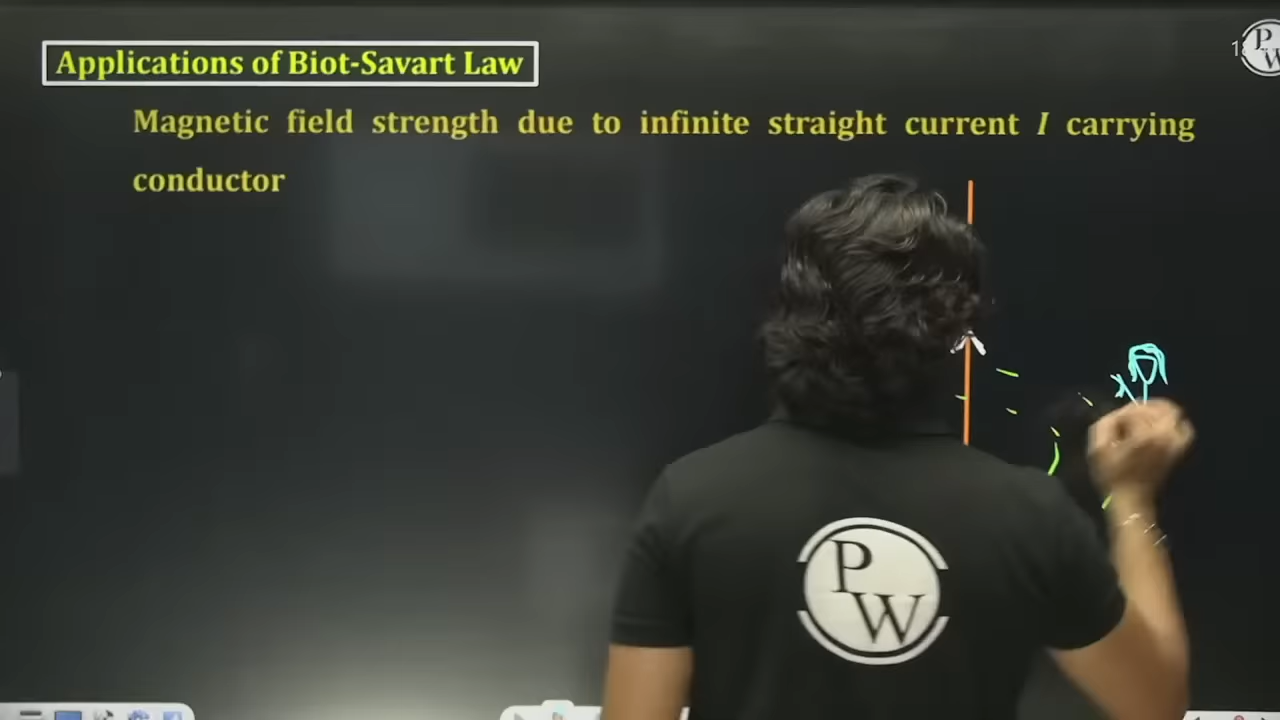 Applications of Biot-Savart Law
Magnetic field strength due to infinite straight current I carrying
conductor
P
W
P
W